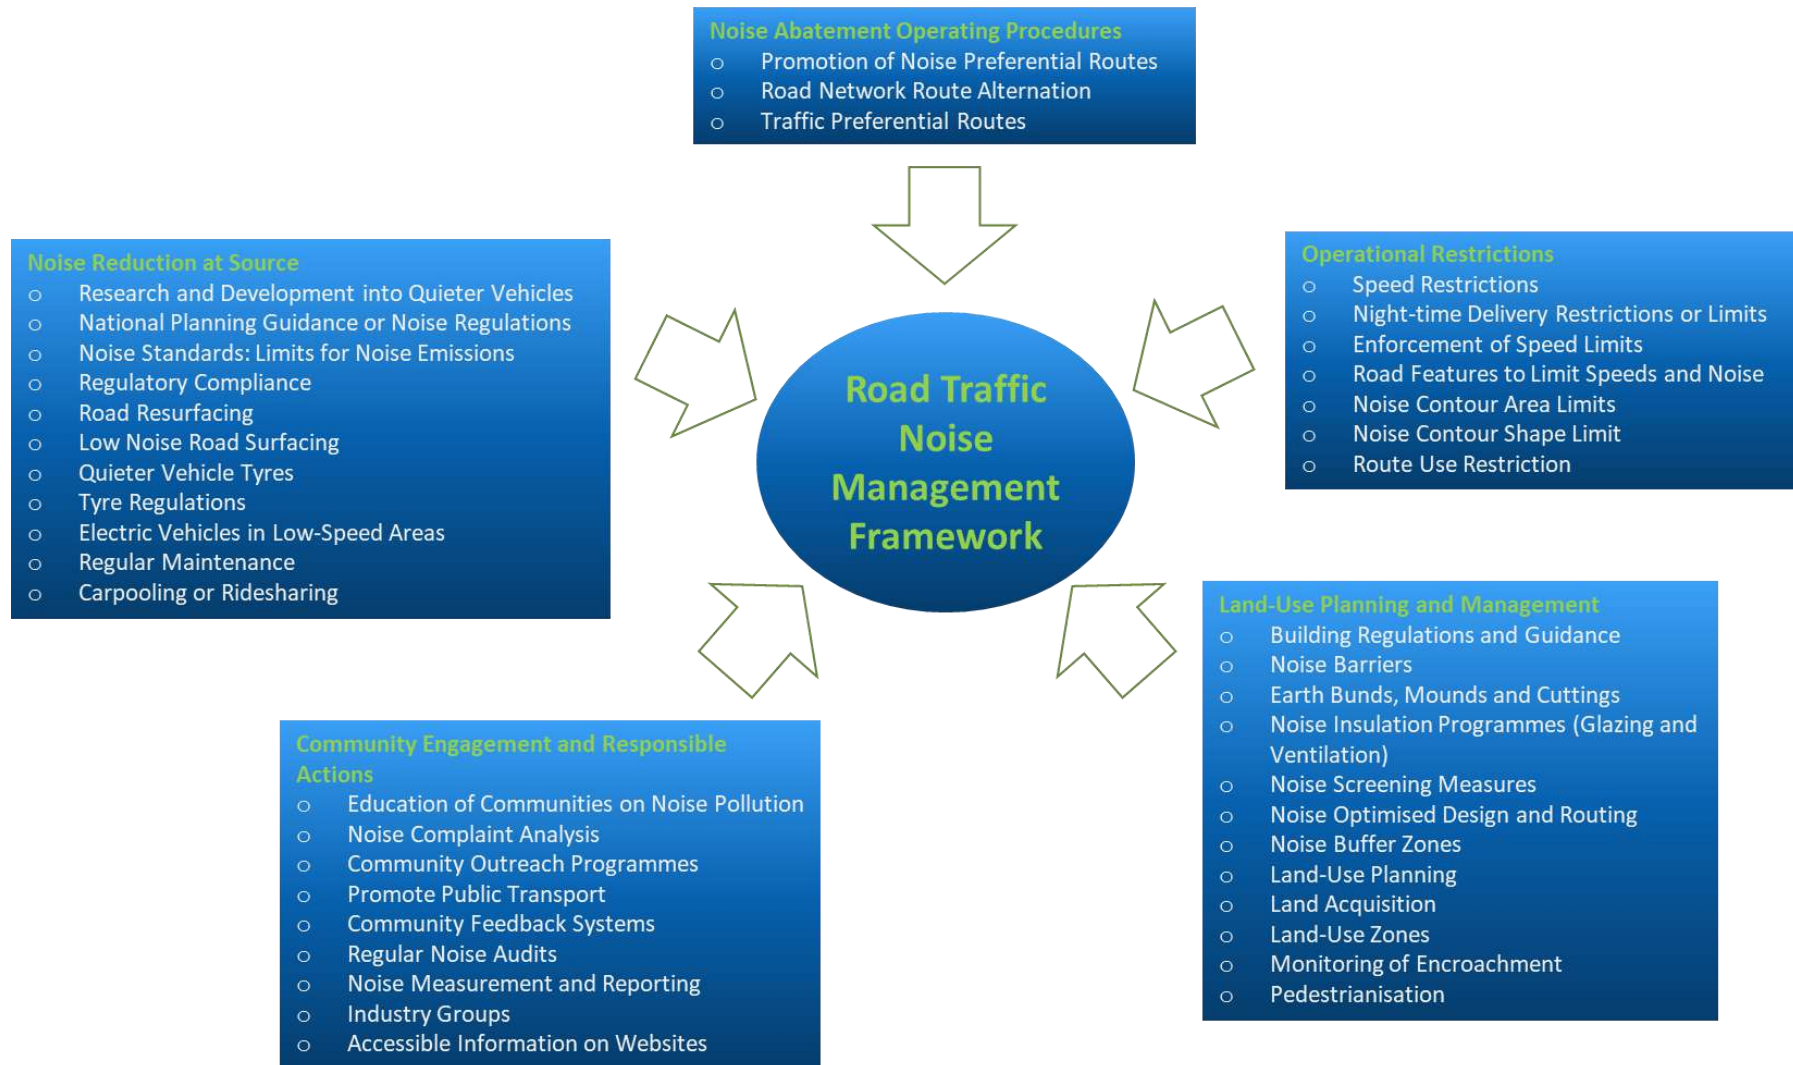 Noise Abatement Operating Procedures
o Promotion of Noise Preferential Routes
o Road Network Route Alternation
o Traffic Preferential Routes
Noise Reduction at Source
o Research and Development into Quieter Vehicles
o National Planning Guidance or Noise Regulations
o Noise Standards: Limits for Noise Emissions
o Regulatory Compliance
o Road Resurfacing
o Low Noise Road Surfacing
o Quieter Vehicle Tyres
o Tyre Regulations
o Electric Vehicles in Low-Speed Areas
o Regular Maintenance
o Carpooling or Ridesharing
Road Traffic
Noise
Management
Framework
Operational Restrictions
o Speed Restrictions
o Night-time Delivery Restrictions or Limits
o Enforcement of Speed Limits
o Road Features to Limit Speeds and Noise
o Noise Contour Area Limits
o Noise Contour Shape Limit
o Route Use Restriction
Community Engagement and Responsible
Actions
o Education of Communities on Noise Pollution
o Noise Complaint Analysis
o Community Outreach Programmes
o Promote Public Transport
o Community Feedback Systems
o Regular Noise Audits
o Noise Measurement and Reporting
o Industry Groups
o Accessible Information on Websites
Land-Use Planning and Management
o Building Regulations and Guidance
o Noise Barriers
o Earth Bunds, Mounds and Cuttings
o Noise Insulation Programmes (Glazing and
Ventilation)
o Noise Screening Measures
o Noise Optimised Design and Routing
o Noise Buffer Zones
o Land-Use Planning
o Land Acquisition
o Land-Use Zones
o Monitoring of Encroachment
o Pedestrianisation